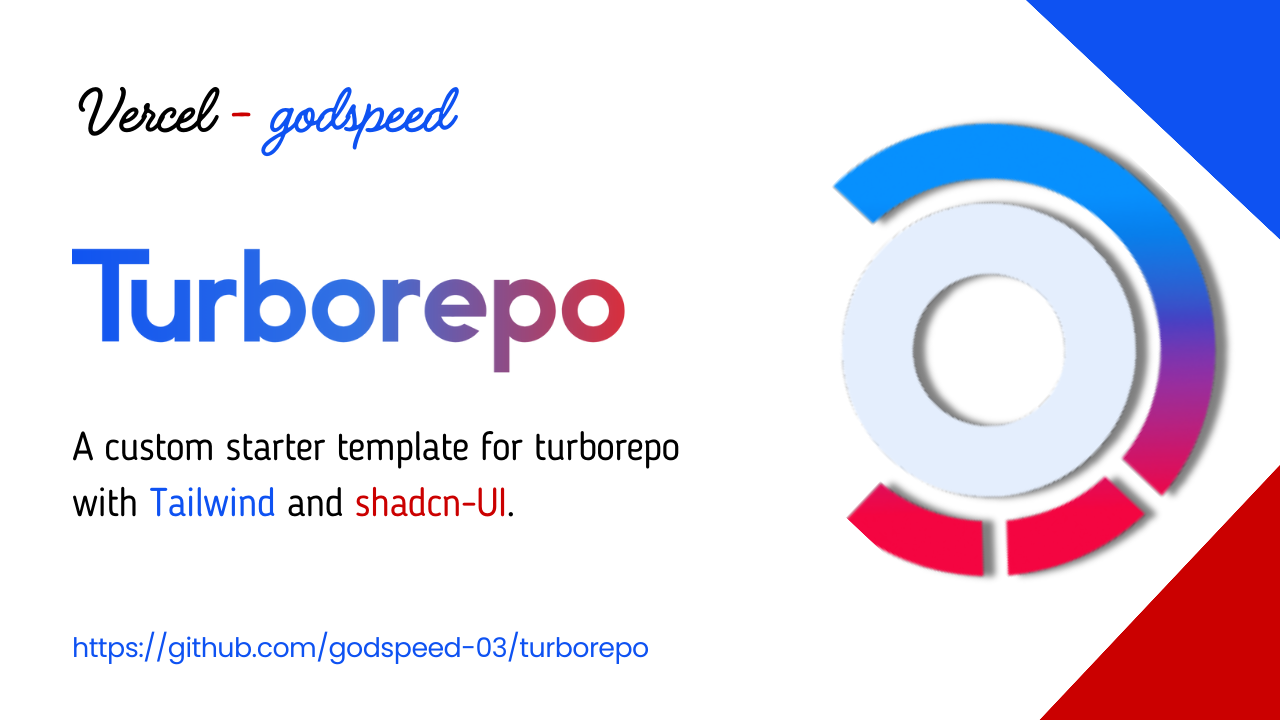 Vercel - godspeed
Turborepo
A custom starter template for turborepo
with Tailwind and shadcn-UI.
https://github.com/godspeed-03/turborepo